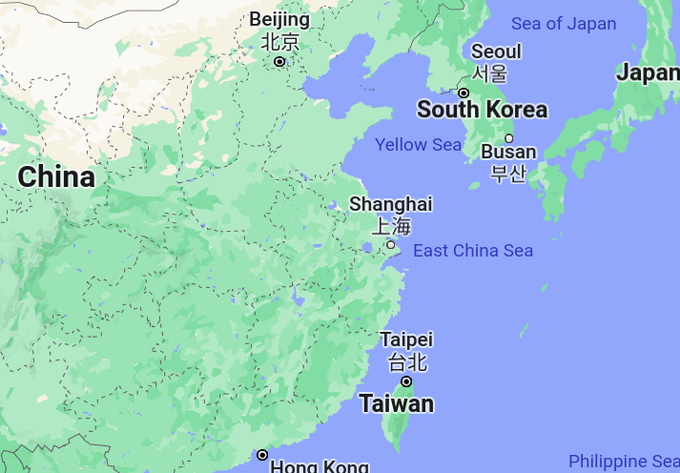 Beijing
北京
Sea of Japan
Seoul
서울
Japan
South Korea
Yellow Sea
Busan
부산
China
Shanghai
上海
East China Sea
Taipei
台北
Taiwan
Philippine Sea
Hong Kong